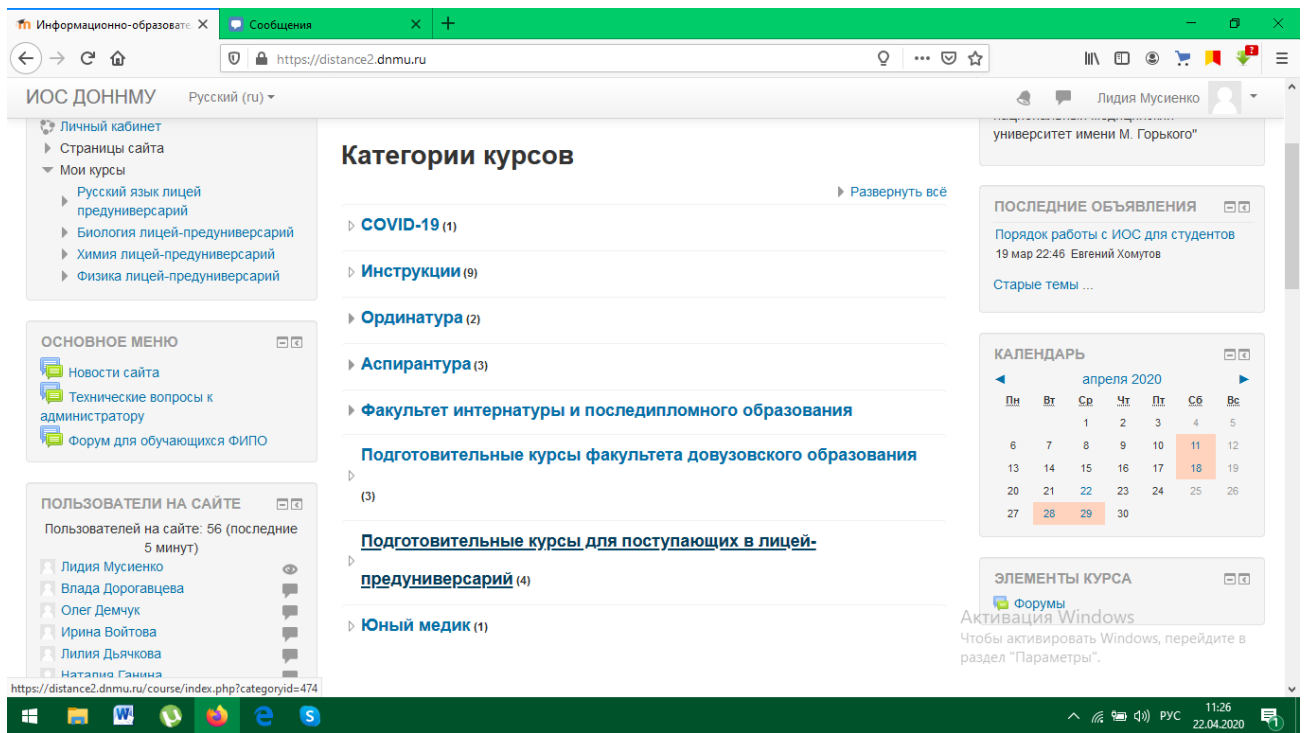 Информационно-образовате
Сообщения
https://distance2.dnmu.ru
ИОС ДОННМУ
Русский (ru)
Лидия Мусиенко
Личный кабинет
Страницы сайта
Мои курсы
Русский язык лицей
предуниверсарий
Биология лицей-предуниверсарий
Химия лицей-предуниверсарий
Физика лицей-предуниверсарий
ОСНОВНОЕ МЕНЮ
Новости сайта
Технические вопросы к
администратору
Форум для обучающихся ФИПО
ПОЛЬЗОВАТЕЛИ НА САЙТЕ
Пользователей на сайте: 56 (последние
5 минут)
Лидия Мусиенко
Влада Дорогавцева
Олег Демчук
Ирина Войтова
Лилия Дьячкова
Наталия Ганина
https://distance2.dnmu.ru/course/index.php?categoryid=474
Категории курсов
Развернуть всё
COVID-19 (1)
Инструкции (9)
Ординатура (2)
Аспирантура (3)
Факультет интернатуры и последипломного образования
Подготовительные курсы факультета довузовского образования
(3)
Подготовительные курсы для поступающих в лицей-
предуниверсарий (4)
Юный медик (1)
национальный медицинский
университет имени М. Горького"
ПОСЛЕДНИЕ ОБЪЯВЛЕНИЯ
Порядок работы с ИОС для студентов
19 мар 22:46 Евгений Хомутов
Старые темы ...
КАЛЕНДАРЬ
апреля 2020
Пн Вт Ср Чт Пт Сб Вс
1 2 3 4 5
6 7 8 9 10 11 12
13 14 15 16 17 18 19
20 21 22 23 24 25 26
27 28 29 30
ЭЛЕМЕНТЫ КУРСА
Форумы
Активация Windows
Чтобы активировать Windows, перейдите в
раздел "Параметры".
РУС
11:26
22.04.2020